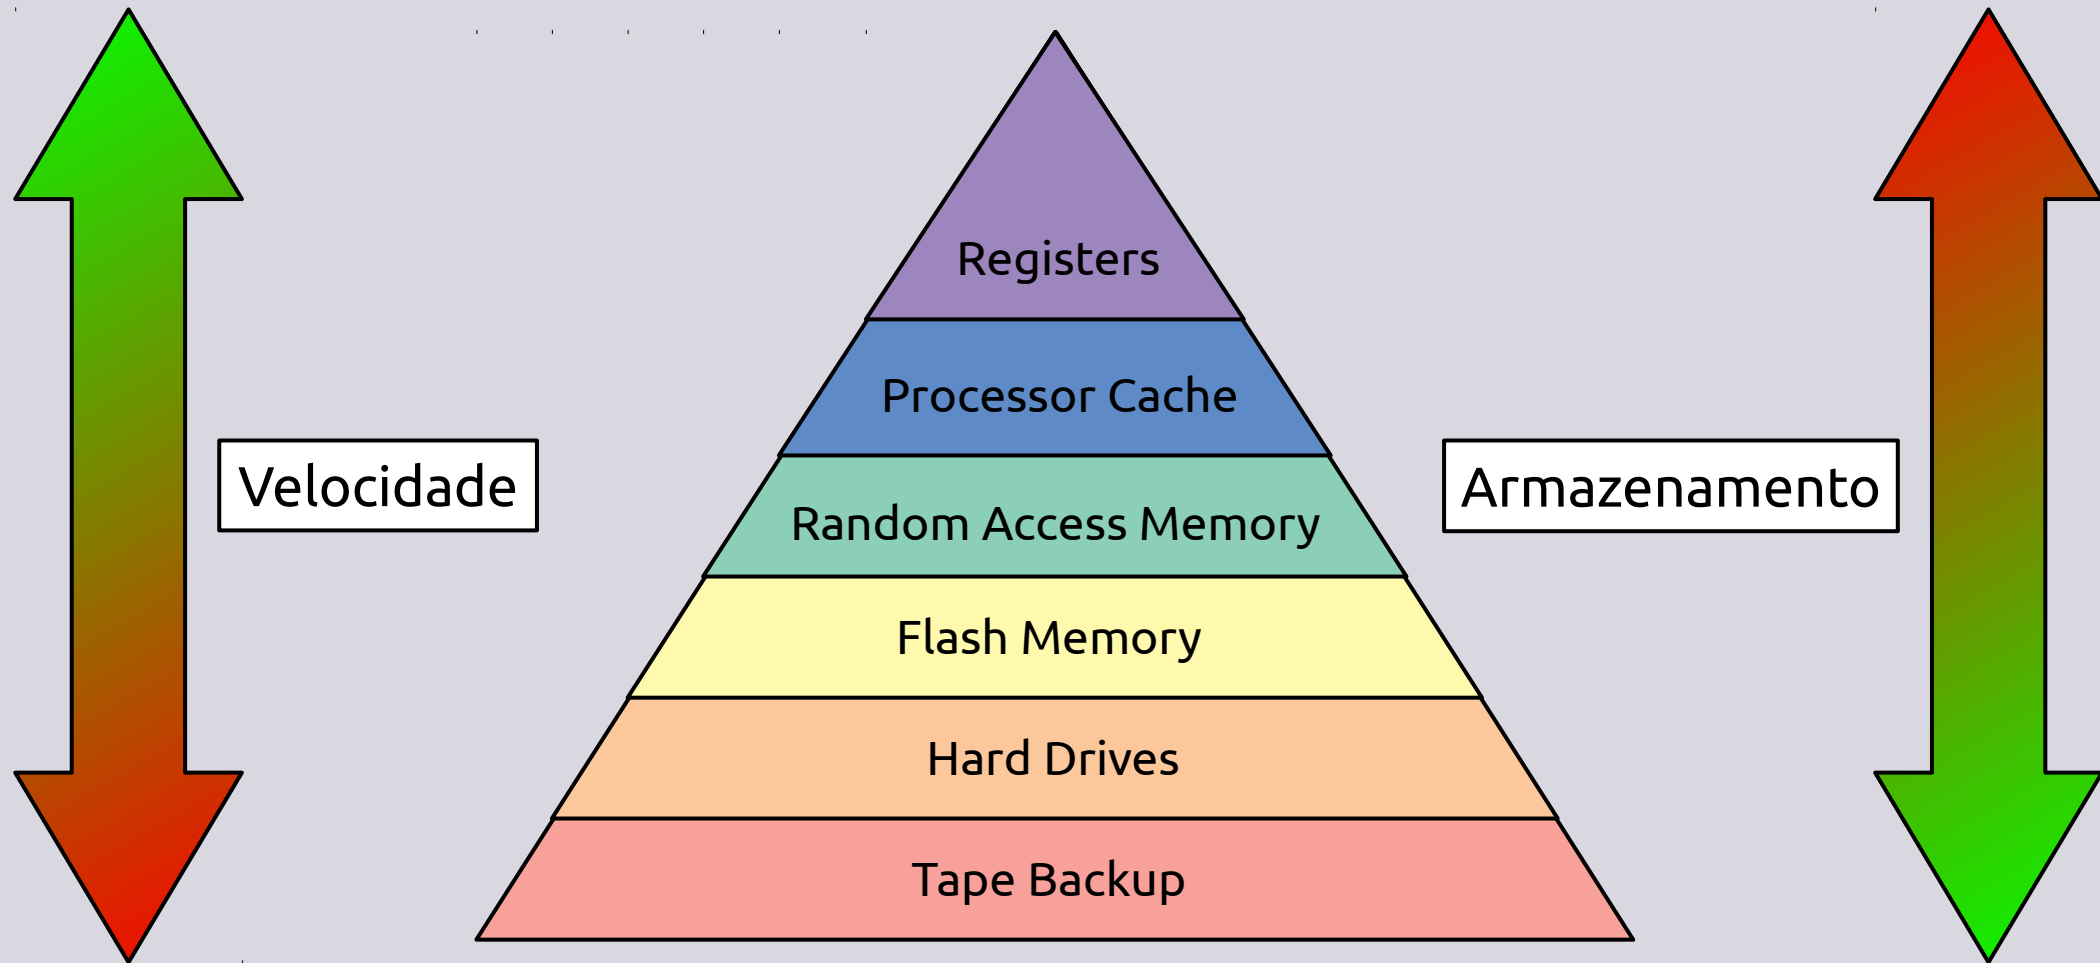 Registers
Processor Cache
Velocidade
Armazenamento
Random Access Memory
Flash Memory
Hard Drives
Tape Backup